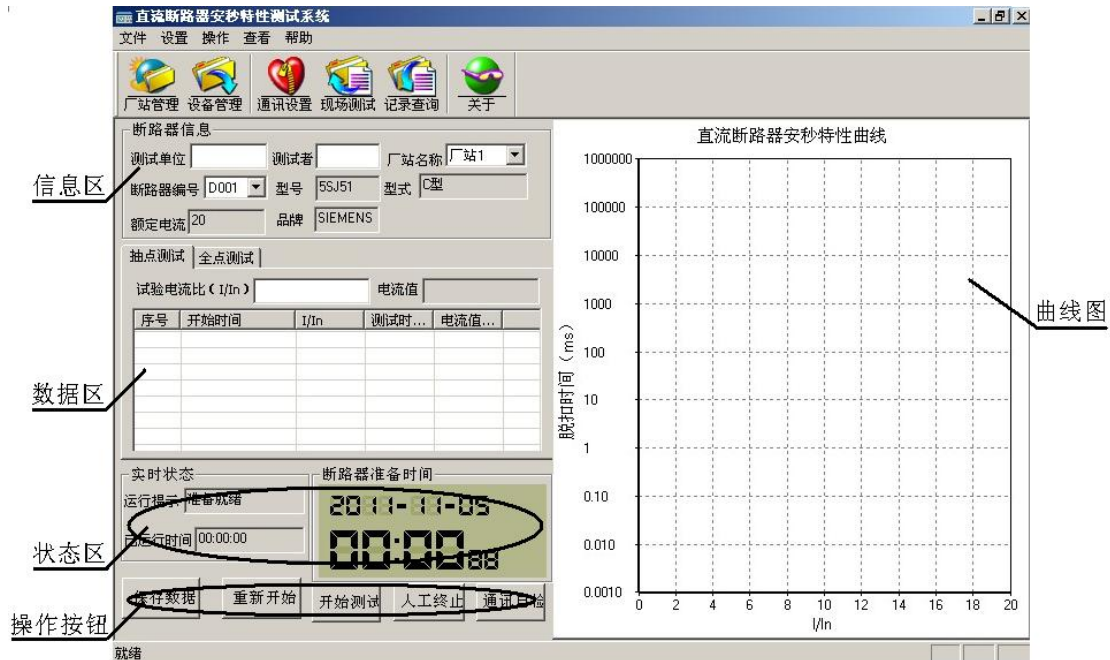 直流断路器安秒特性测试系统
文件 设置 操作 查看 帮助
厂站管理 设备管理 通讯设置 现场测试 记录查询 关于
断路器信息
测试单位 测试者 厂站名称 厂站1
断路器编号 D001 型号 5SJ51 型式 C型
额定电流 20 品牌 SIEMENS
信息区
抽点测试 全点测试
试验电流比(I/In) 电流值
序号 开始时间 I/In 测试时... 电流值...
数据区
实时状态
运行提示 准备就绪
已运行时间 00:00:00
状态区
断路器准备时间
2011-11-05
00:00
保存数据 重新开始 开始测试 人工终止 通讯自检
操作按钮
就绪
直流断路器安秒特性曲线
脱扣时间(ms)
1000000
100000
10000
1000
100
10
1
0.10
0.010
0.0010
0 2 4 6 8 10 12 14 16 18 20
I/In
曲线图